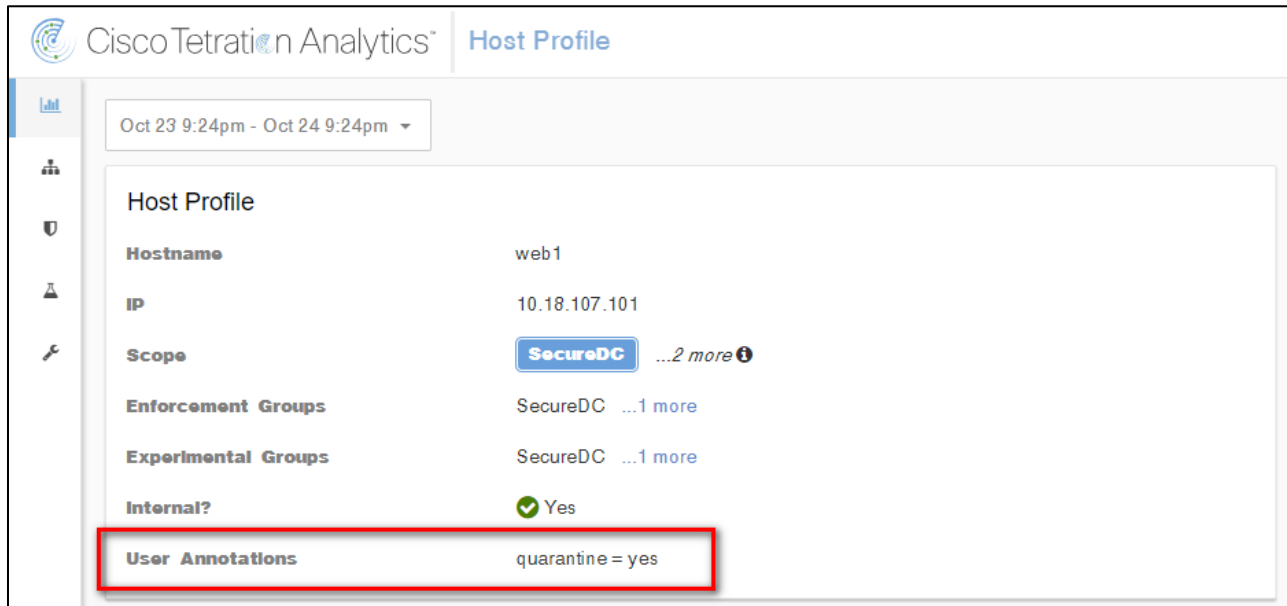 Cisco Tetration Analytics™ Host Profile
Oct 23 9:24pm - Oct 24 9:24pm
Host Profile
Hostname web1
IP 10.18.107.101
Scope SecureDC ...2 more
Enforcement Groups SecureDC ...1 more
Experimental Groups SecureDC ...1 more
Internal? Yes
User Annotations quarantine = yes